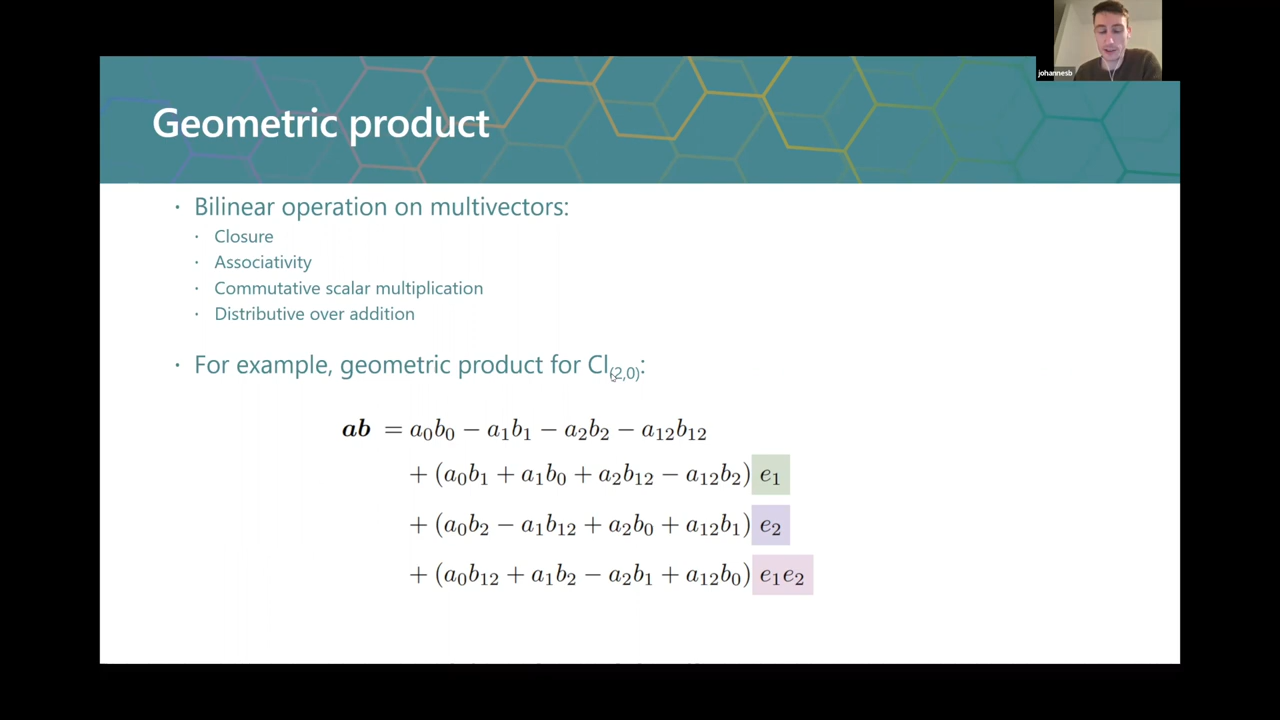 johannesb
Geometric product
· Bilinear operation on multivectors:
· Closure
· Associativity
· Commutative scalar multiplication
· Distributive over addition
· For example, geometric product for Cl₍₂,₀₎:
ab = a₀b₀ − a₁b₁ − a₂b₂ − a₁₂b₁₂
+ (a₀b₁ + a₁b₀ + a₂b₁₂ − a₁₂b₂) e₁
+ (a₀b₂ − a₁b₁₂ + a₂b₀ + a₁₂b₁) e₂
+ (a₀b₁₂ + a₁b₂ − a₂b₁ + a₁₂b₀) e₁e₂